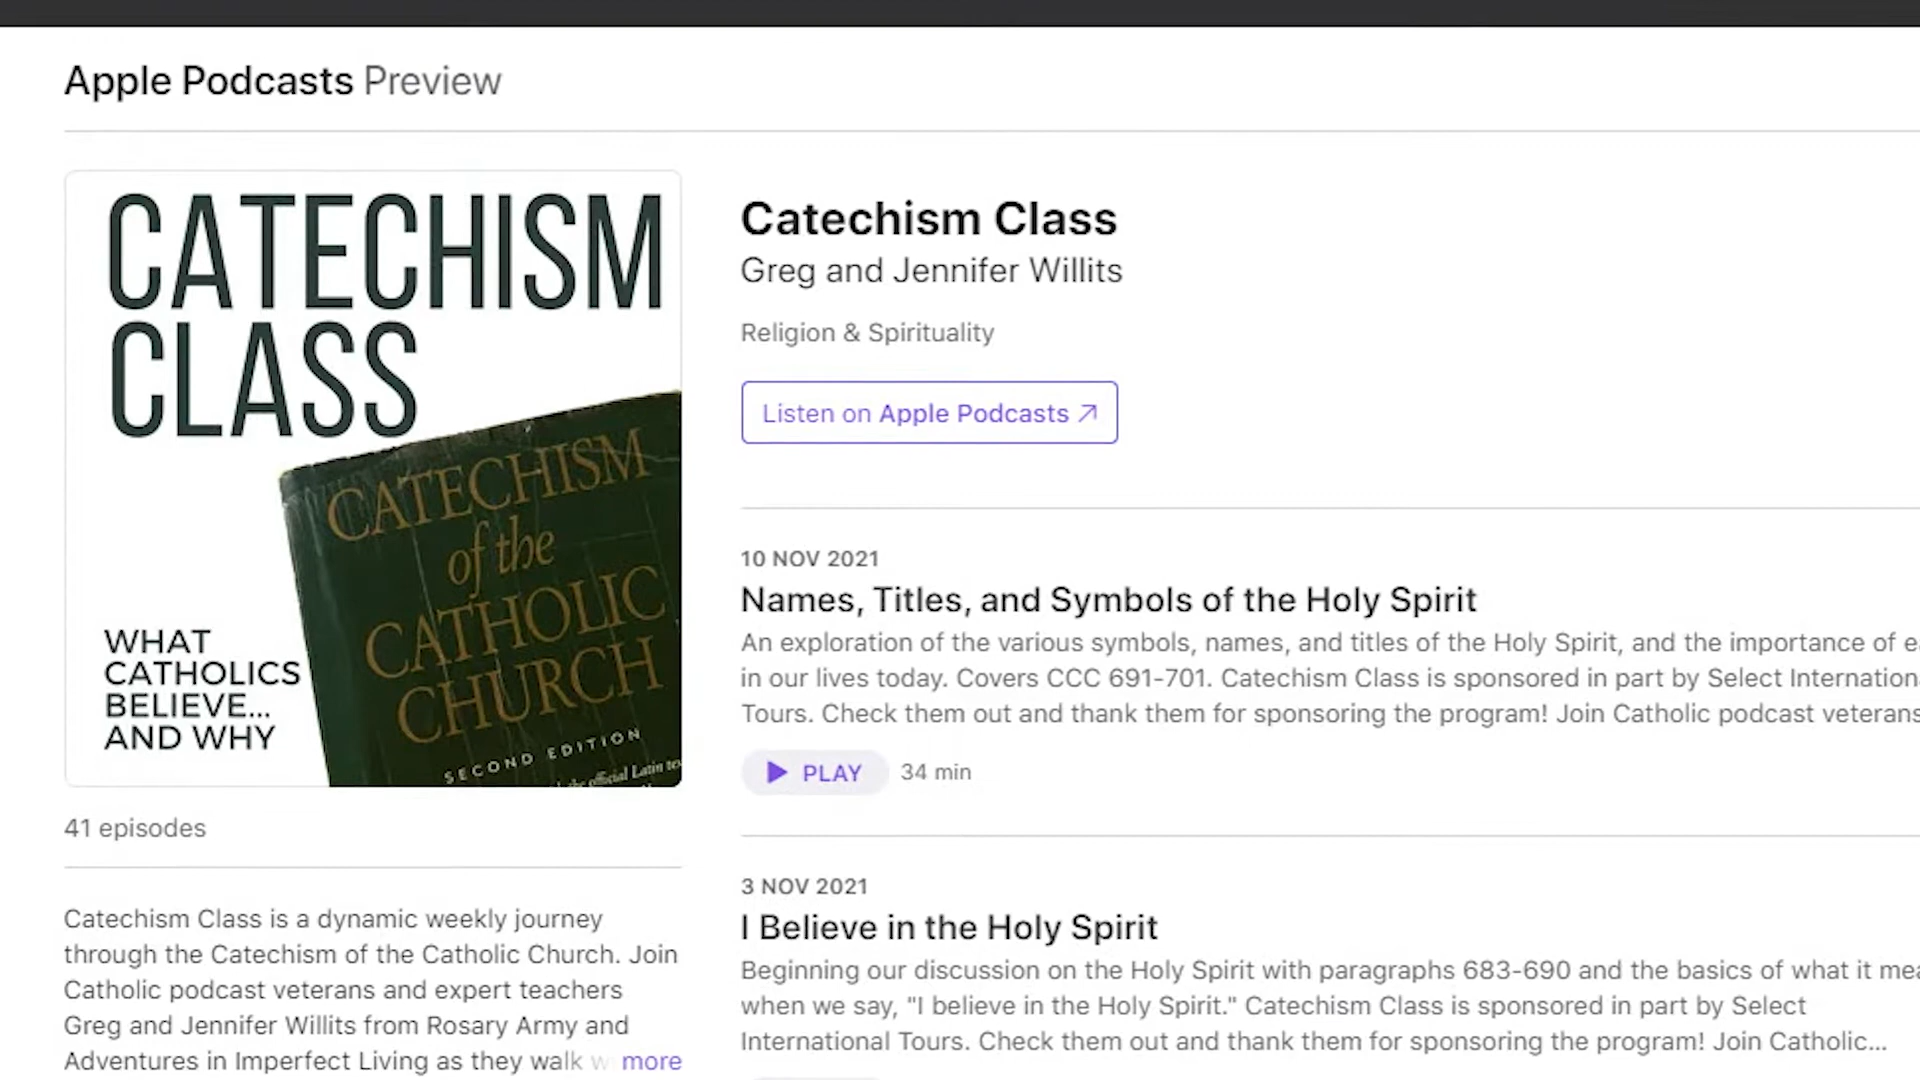 Apple Podcasts Preview
CATECHISM
CLASS
CATECHISM
of the
CATHOLIC
CHURCH
SECOND EDITION
the official Latin
WHAT
CATHOLICS
BELIEVE...
AND WHY
41 episodes
Catechism Class is a dynamic weekly journey
through the Catechism of the Catholic Church. Join
Catholic podcast veterans and expert teachers
Greg and Jennifer Willits from Rosary Army and
Adventures in Imperfect Living as they walk more
Catechism Class
Greg and Jennifer Willits
Religion & Spirituality
Listen on Apple Podcasts ↗
10 NOV 2021
Names, Titles, and Symbols of the Holy Spirit
An exploration of the various symbols, names, and titles of the Holy Spirit, and the importance of
in our lives today. Covers CCC 691-701. Catechism Class is sponsored in part by Select
Tours. Check them out and thank them for sponsoring the program! Join Catholic podcast veterans
PLAY 34 min
3 NOV 2021
I Believe in the Holy Spirit
Beginning our discussion on the Holy Spirit with paragraphs 683-690 and the basics of what it
when we say, "I believe in the Holy Spirit." Catechism Class is sponsored in part by Select
International Tours. Check them out and thank them for sponsoring the program! Join Catholic...